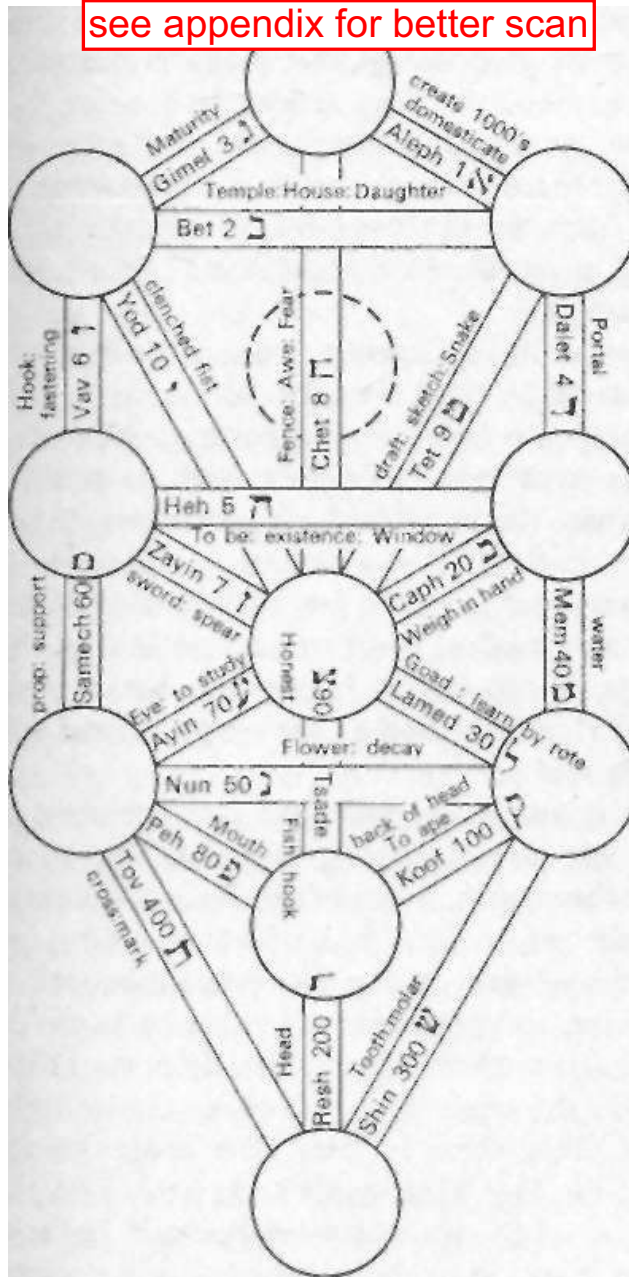 see appendix for better scan
Maturity
Gimel 3 ג
create 1000's
domesticate
Aleph 1 א
Temple: House: Daughter
Bet 2 ב
Hook:
fastening
Vav 6 ו
clenched fist
Yod 10 י
Fence: Awe: Fear
Chet 8 ח
draft: sketch: Snake
Tet 9 ט
Portal
Dalet 4 ד
Heh 5 ה
To be: existence: Window
Zayin 7 ז
sword: spear
Caph 20 כ
Weigh in hand
prop: support
Samech 60 ס
Honest
90 צ
Tsade
Fish hook
water
Mem 40 מ
Eye: to study
Ayin 70 ע
Goad : learn by rote
Lamed 30 ל
Flower: decay
Nun 50 נ
Mouth
Peh 80 פ
back of head
To ape
Koof 100 ק
Tov 400 ת
cross:mark
Head
Resh 200 ר
Tooth:molar
Shin 300 ש